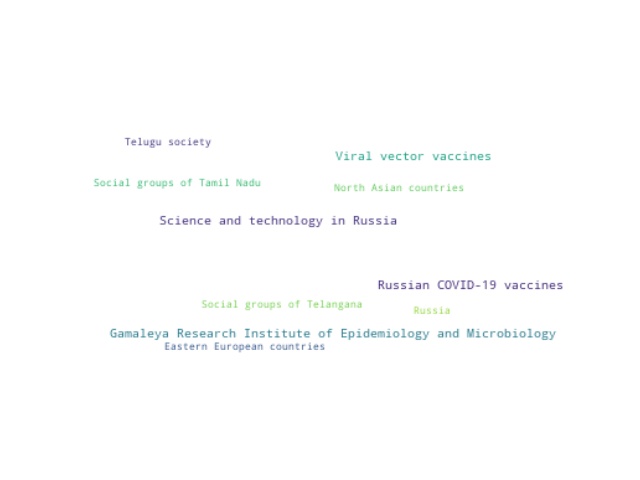 Telugu society
Viral vector vaccines
Social groups of Tamil Nadu
North Asian countries
Science and technology in Russia
Russian COVID-19 vaccines
Social groups of Telangana
Russia
Gamaleya Research Institute of Epidemiology and Microbiology
Eastern European countries